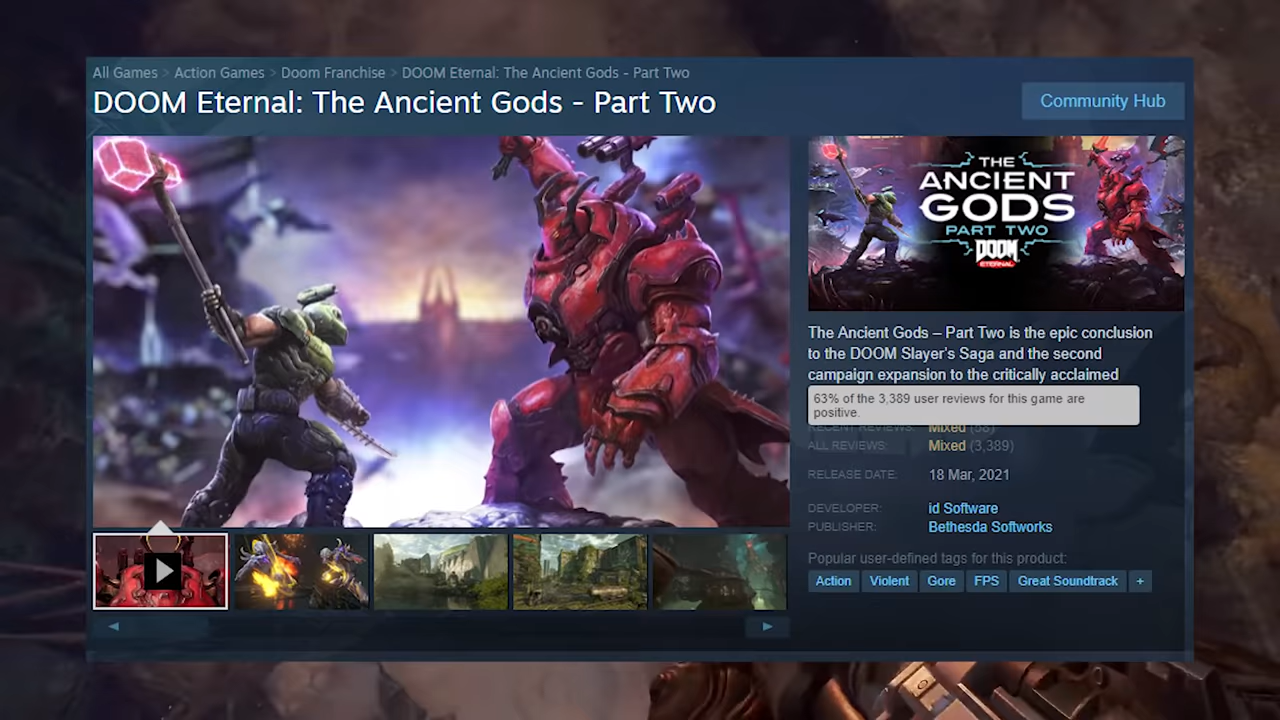 All Games > Action Games > Doom Franchise > DOOM Eternal: The Ancient Gods - Part Two
DOOM Eternal: The Ancient Gods - Part Two
Community Hub
THE
ANCIENT
GODS
PART TWO
DOOM
ETERNAL
The Ancient Gods – Part Two is the epic conclusion
to the DOOM Slayer's Saga and the second
campaign expansion to the critically acclaimed
63% of the 3,389 user reviews for this game are
positive.
RECENT REVIEWS: Mixed (58)
ALL REVIEWS: Mixed (3,389)
RELEASE DATE: 18 Mar, 2021
DEVELOPER: id Software
PUBLISHER: Bethesda Softworks
Popular user-defined tags for this product:
Action Violent Gore FPS Great Soundtrack +